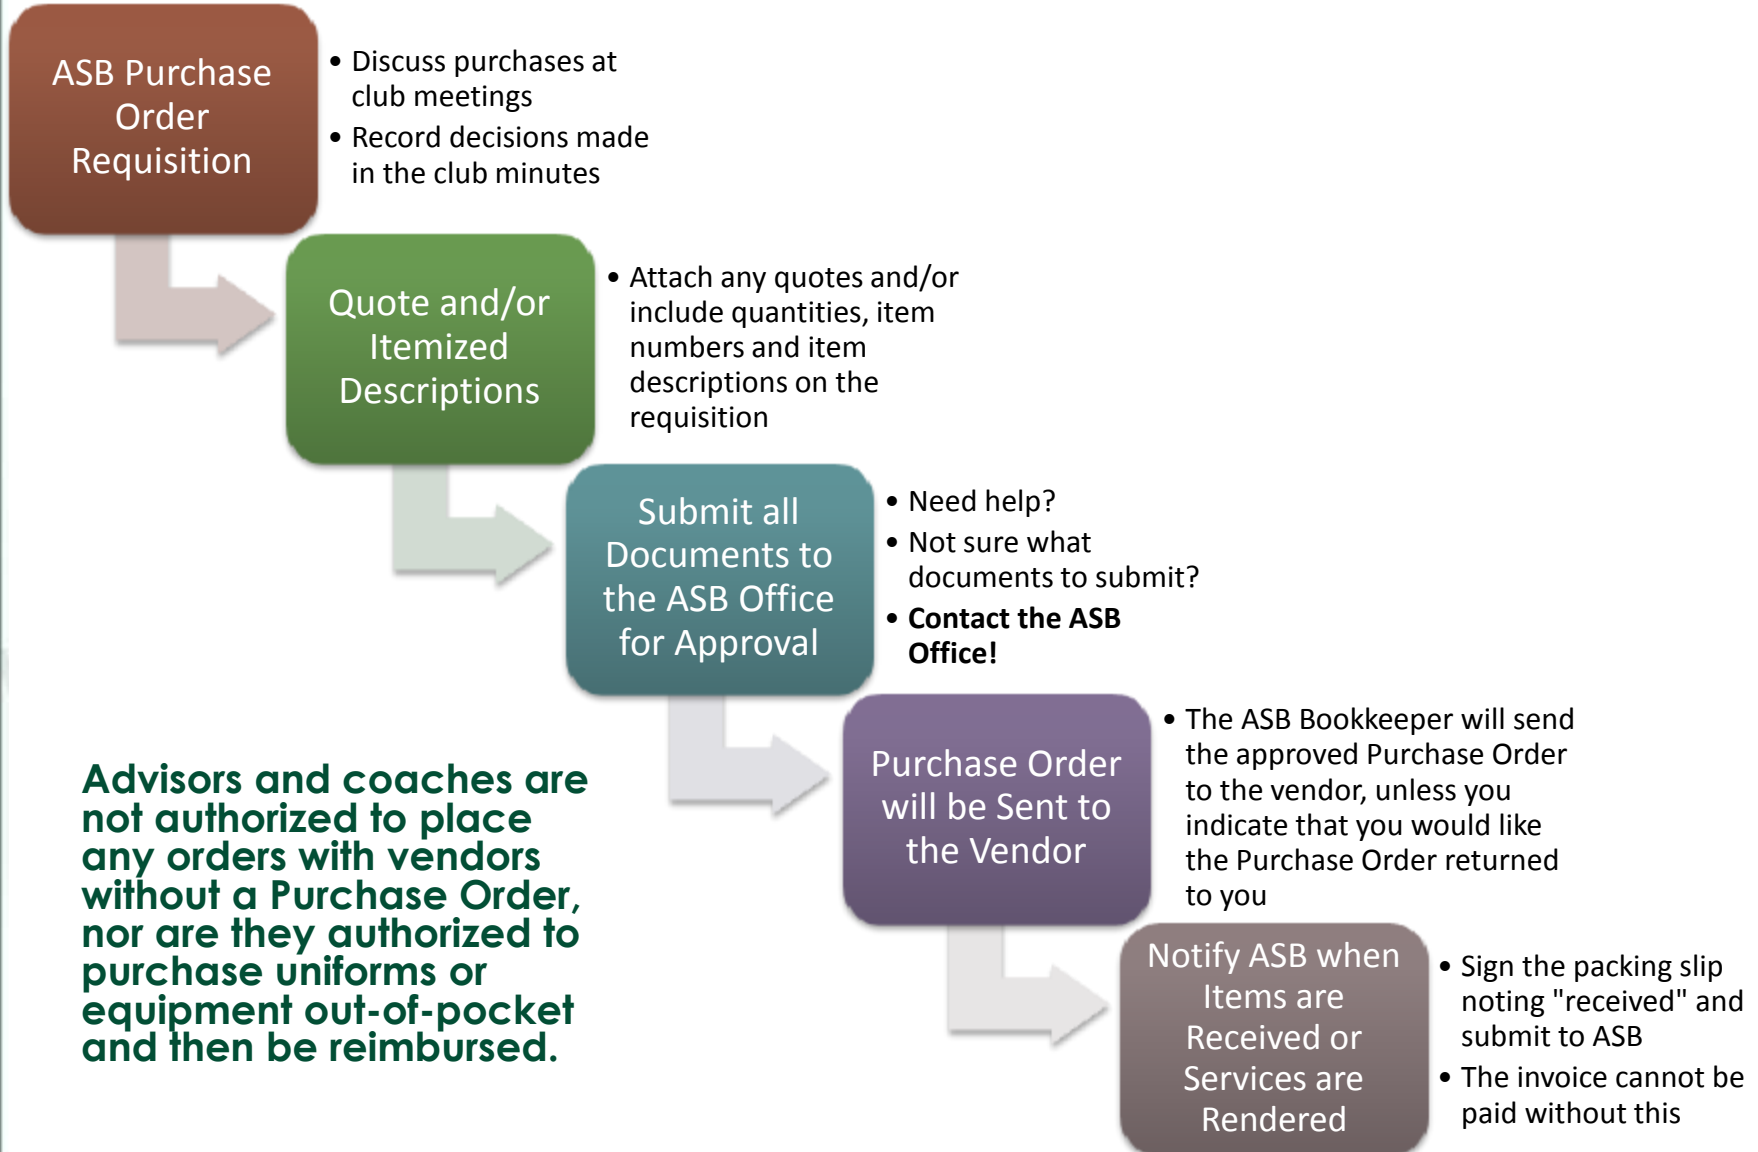 ASB Purchase
Order
Requisition
• Discuss purchases at
club meetings
• Record decisions made
in the club minutes
Quote and/or
Itemized
Descriptions
• Attach any quotes and/or
include quantities, item
numbers and item
descriptions on the
requisition
Submit all
Documents to
the ASB Office
for Approval
• Need help?
• Not sure what
documents to submit?
• Contact the ASB
Office!
Purchase Order
will be Sent to
the Vendor
• The ASB Bookkeeper will send
the approved Purchase Order
to the vendor, unless you
indicate that you would like
the Purchase Order returned
to you
Advisors and coaches are
not authorized to place
any orders with vendors
without a Purchase Order,
nor are they authorized to
purchase uniforms or
equipment out-of-pocket
and then be reimbursed.
Notify ASB when
Items are
Received or
Services are
Rendered
• Sign the packing slip
noting "received" and
submit to ASB
• The invoice cannot be
paid without this